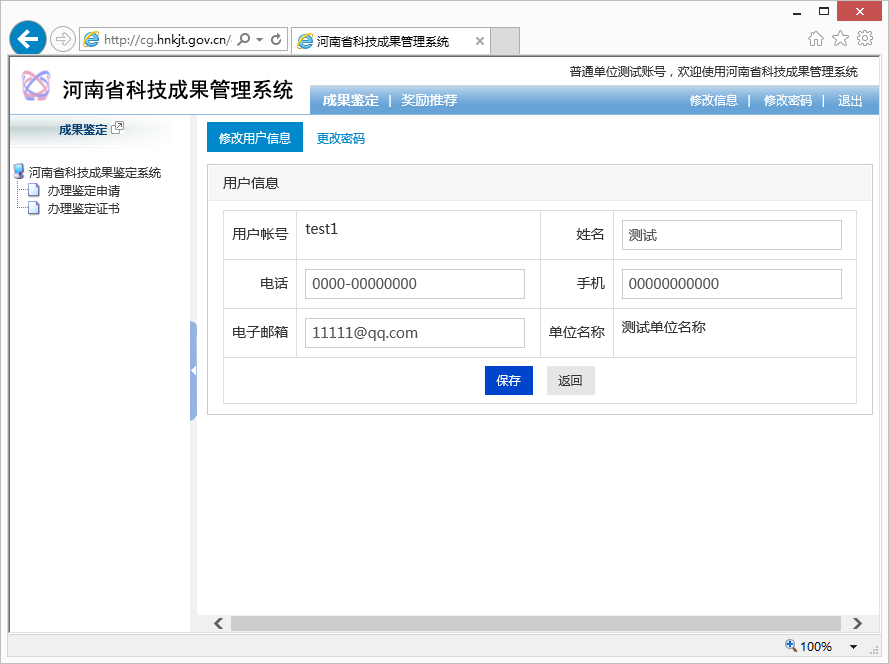 http://cg.hnkjt.gov.cn/
河南省科技成果管理系统
普通单位测试账号，欢迎使用河南省科技成果管理系统
河南省科技成果管理系统
成果鉴定 | 奖励推荐
修改信息 | 修改密码 | 退出
成果鉴定
河南省科技成果鉴定系统
办理鉴定申请
办理鉴定证书
修改用户信息 更改密码
用户信息
用户帐号 test1 姓名 测试
电话 0000-00000000 手机 00000000000
电子邮箱 11111@qq.com 单位名称 测试单位名称
保存 返回
100%